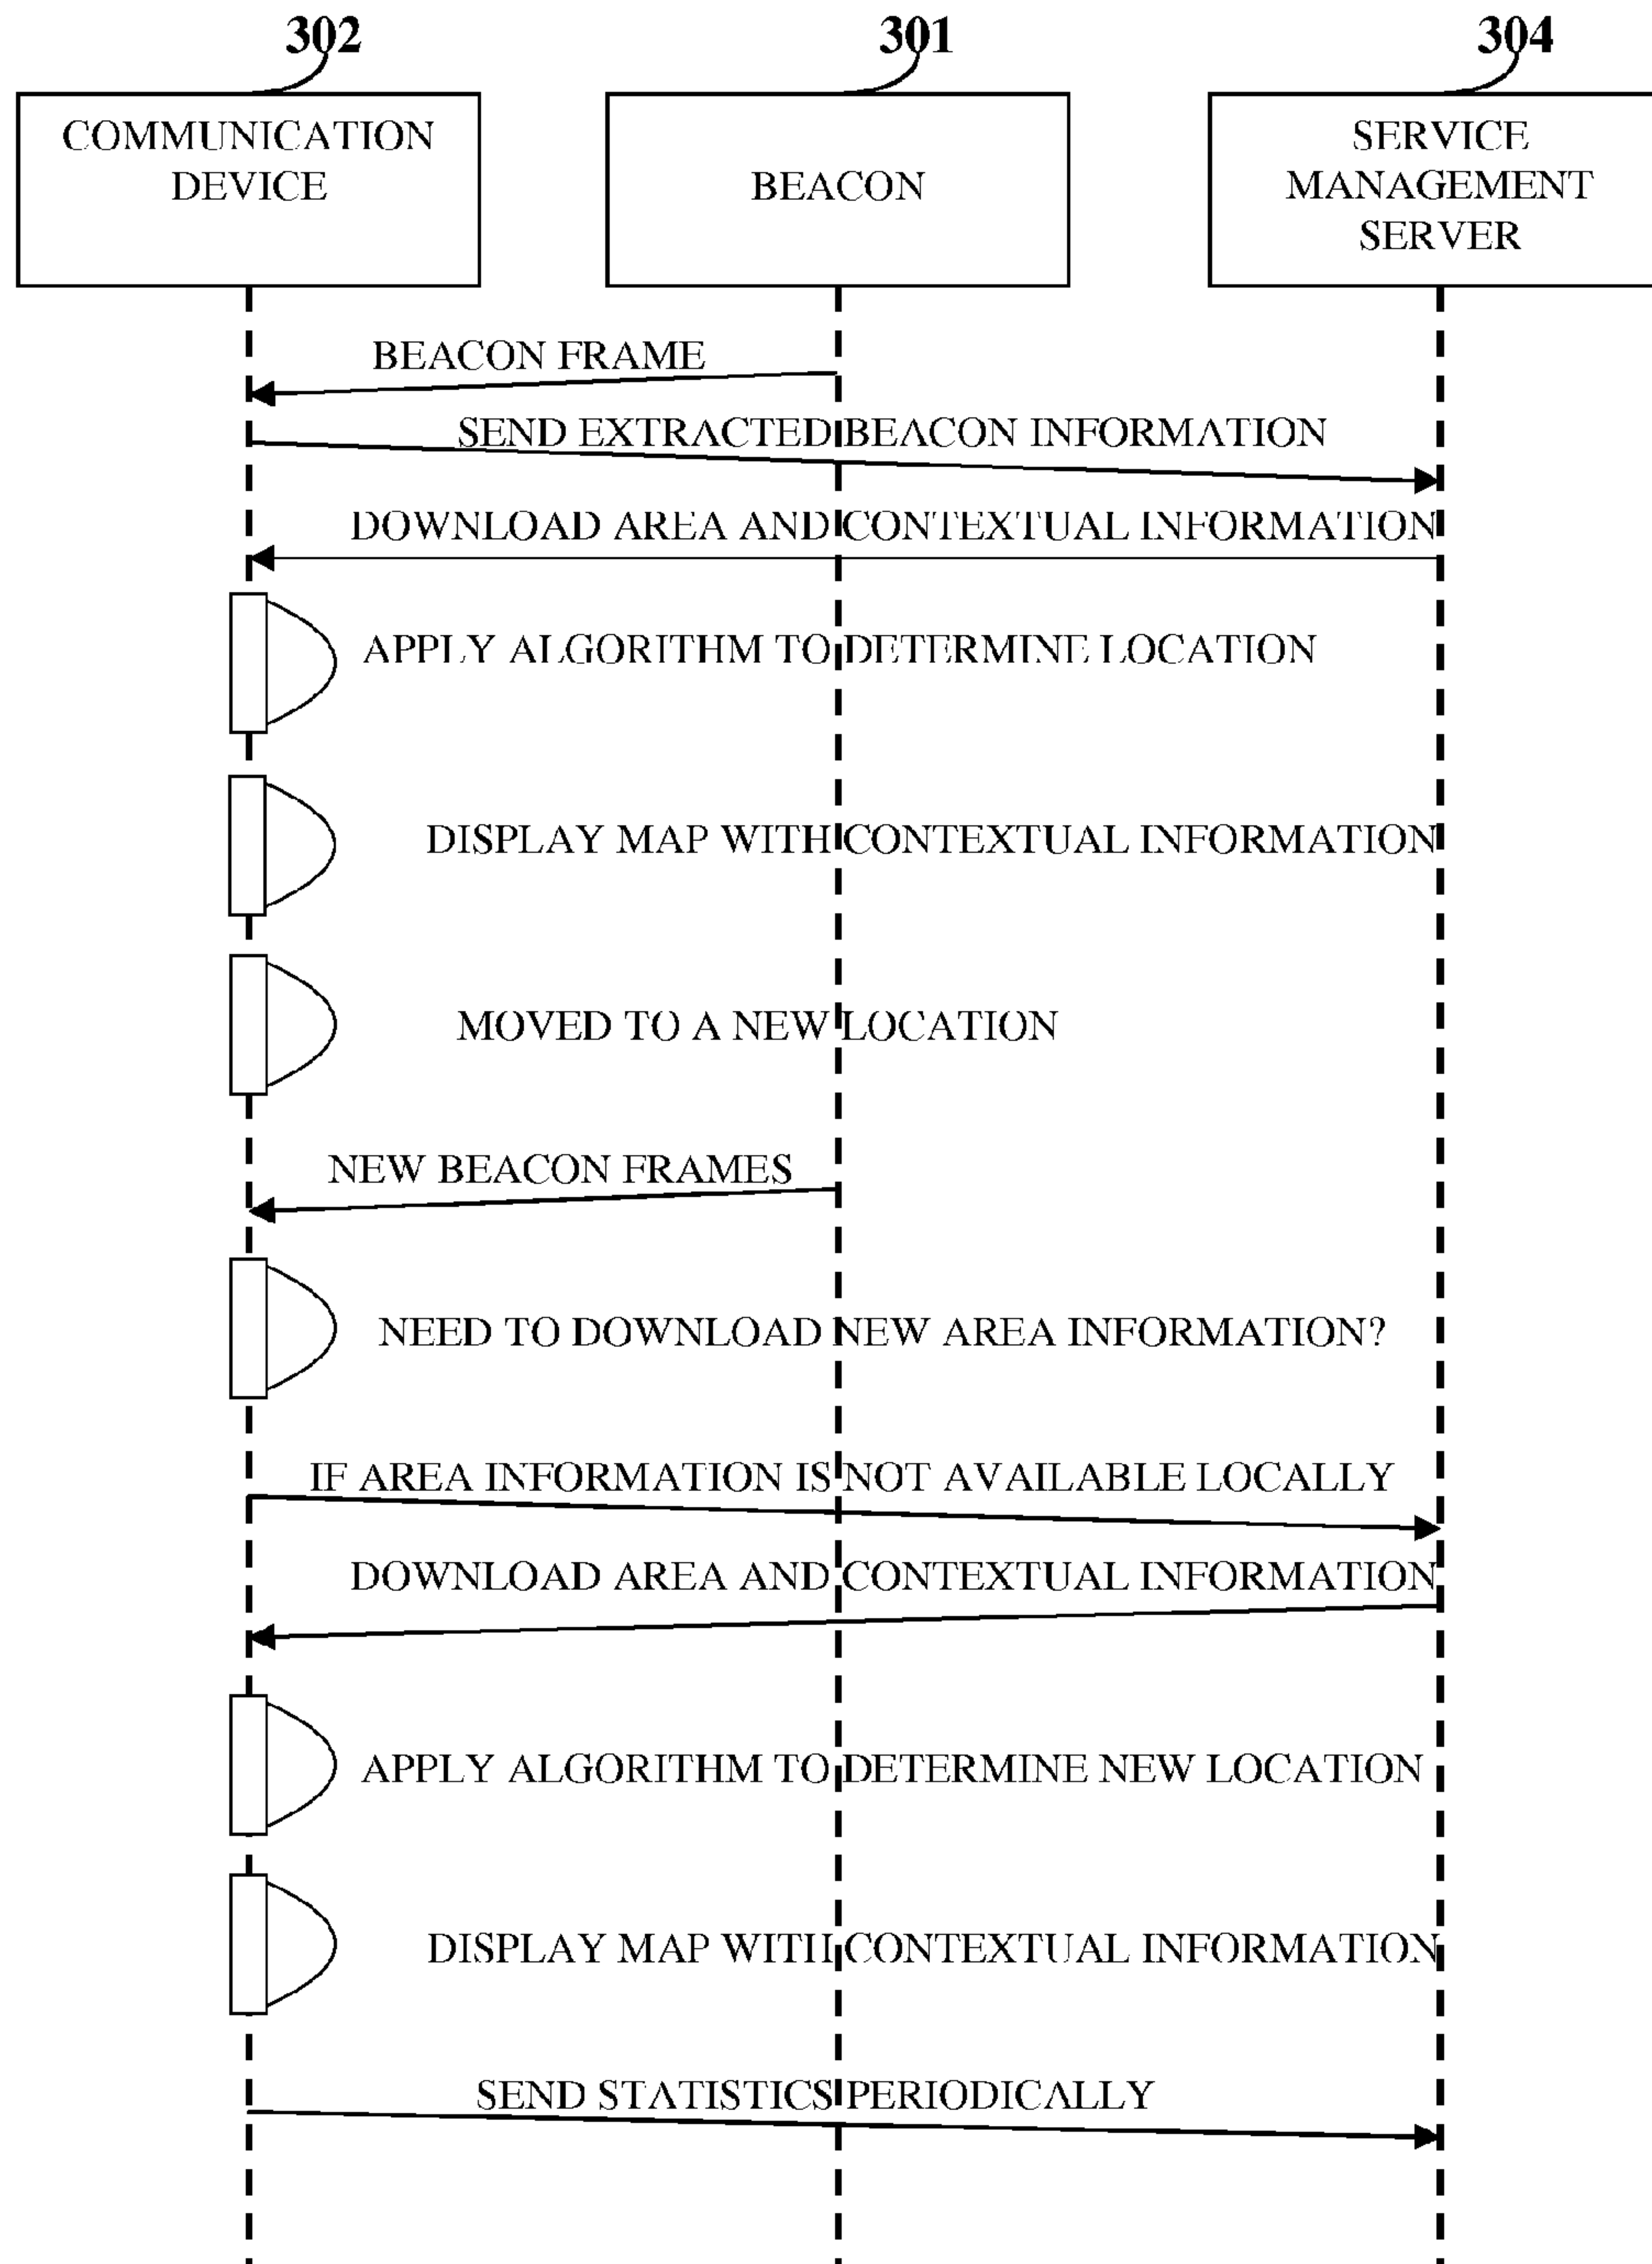 302
301
304
COMMUNICATION
DEVICE
BEACON
SERVICE
MANAGEMENT
SERVER
BEACON FRAME
SEND EXTRACTED BEACON INFORMATION
DOWNLOAD AREA AND CONTEXTUAL INFORMATION
APPLY ALGORITHM TO DETERMINE LOCATION
DISPLAY MAP WITH CONTEXTUAL INFORMATION
MOVED TO A NEW LOCATION
NEW BEACON FRAMES
NEED TO DOWNLOAD NEW AREA INFORMATION?
IF AREA INFORMATION IS NOT AVAILABLE LOCALLY
DOWNLOAD AREA AND CONTEXTUAL INFORMATION
APPLY ALGORITHM TO DETERMINE NEW LOCATION
DISPLAY MAP WITH CONTEXTUAL INFORMATION
SEND STATISTICS PERIODICALLY